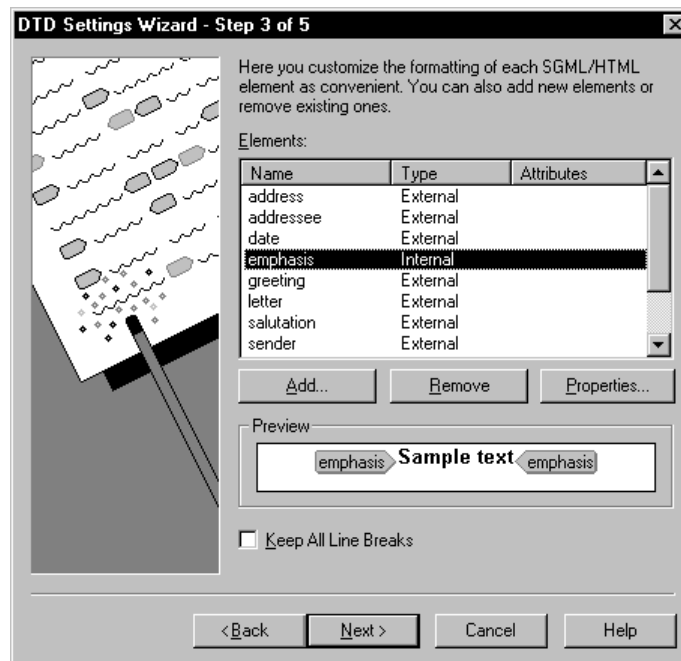 DTD Settings Wizard - Step 3 of 5
Here you customize the formatting of each SGML/HTML
element as convenient. You can also add new elements or
remove existing ones.
Elements:
Name Type Attributes
address External
addressee External
date External
emphasis Internal
greeting External
letter External
salutation External
sender External
Add... Remove Properties...
Preview
emphasis Sample text emphasis
Keep All Line Breaks
< Back Next > Cancel Help